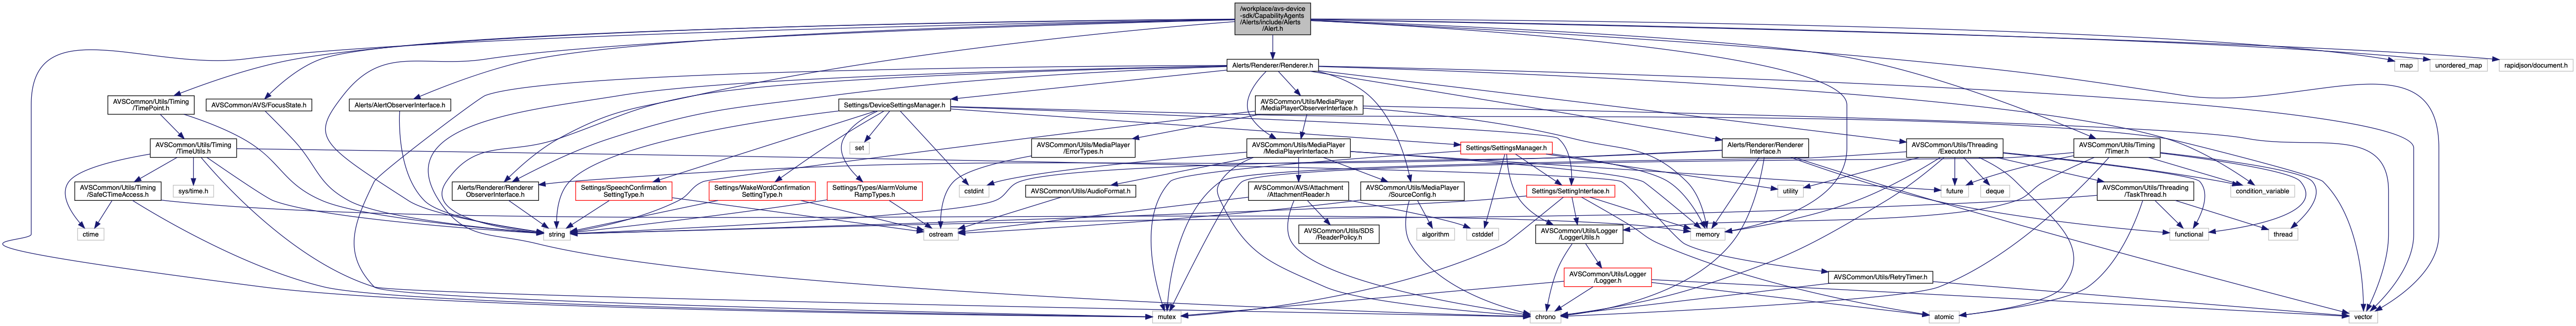 /workplace/avs-device
-sdk/CapabilityAgents
/Alerts/include/Alerts
/Alert.h
Alerts/Renderer/Renderer.h
map
unordered_map
rapidjson/document.h
AVSCommon/Utils/Timing
/TimePoint.h
AVSCommon/AVS/FocusState.h
Alerts/AlertObserverInterface.h
Settings/DeviceSettingsManager.h
AVSCommon/Utils/MediaPlayer
/MediaPlayerObserverInterface.h
AVSCommon/Utils/Timing
/TimeUtils.h
set
AVSCommon/Utils/MediaPlayer
/ErrorTypes.h
AVSCommon/Utils/MediaPlayer
/MediaPlayerInterface.h
Settings/SettingsManager.h
Alerts/Renderer/Renderer
Interface.h
AVSCommon/Utils/Threading
/Executor.h
AVSCommon/Utils/Timing
/Timer.h
AVSCommon/Utils/Timing
/SafeCTimeAccess.h
sys/time.h
Alerts/Renderer/Renderer
ObserverInterface.h
Settings/SpeechConfirmation
SettingType.h
Settings/WakeWordConfirmation
SettingType.h
Settings/Types/AlarmVolume
RampTypes.h
cstdint
AVSCommon/Utils/AudioFormat.h
AVSCommon/AVS/Attachment
/AttachmentReader.h
AVSCommon/Utils/MediaPlayer
/SourceConfig.h
Settings/SettingInterface.h
utility
future
deque
AVSCommon/Utils/Threading
/TaskThread.h
condition_variable
ctime
string
ostream
AVSCommon/Utils/SDS
/ReaderPolicy.h
algorithm
cstddef
AVSCommon/Utils/Logger
/LoggerUtils.h
memory
functional
thread
AVSCommon/Utils/Logger
/Logger.h
AVSCommon/Utils/RetryTimer.h
mutex
chrono
atomic
vector